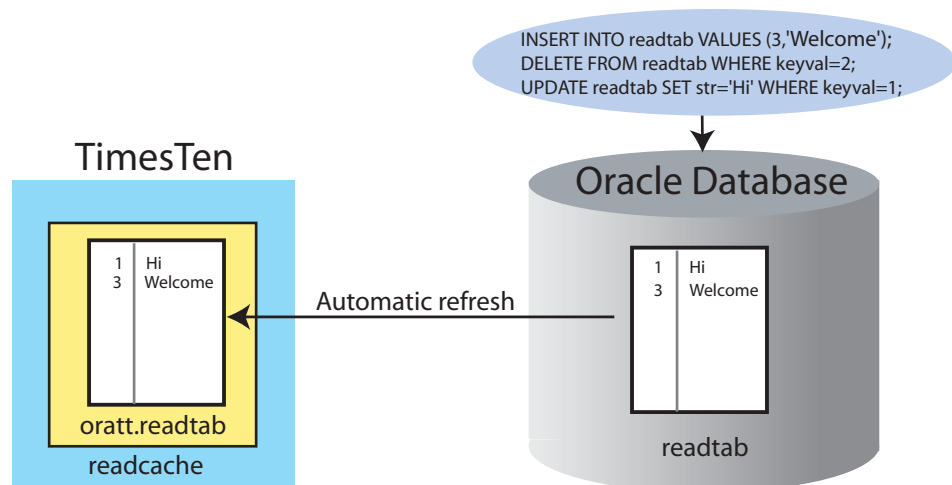 INSERT INTO readtab VALUES (3,'Welcome');
DELETE FROM readtab WHERE keyval=2;
UPDATE readtab SET str='Hi' WHERE keyval=1;
TimesTen
Oracle Database
1 Hi
3 Welcome
Automatic refresh
1 Hi
3 Welcome
oratt.readtab
readcache
readtab